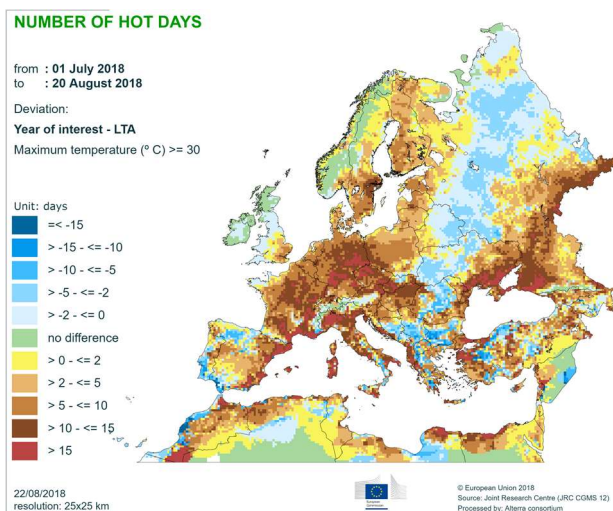 NUMBER OF HOT DAYS
from : 01 July 2018
to : 20 August 2018
Deviation:
Year of interest - LTA
Maximum temperature (º C) >= 30
Unit: days
=< -15
> -15 - <= -10
> -10 - <= -5
> -5 - <= -2
> -2 - <= 0
no difference
> 0 - <= 2
> 2 - <= 5
> 5 - <= 10
> 10 - <= 15
> 15
22/08/2018
resolution: 25x25 km
European
Commission
© European Union 2018
Source: Joint Research Centre (JRC CGMS 12)
Processed by: Alterra consortium